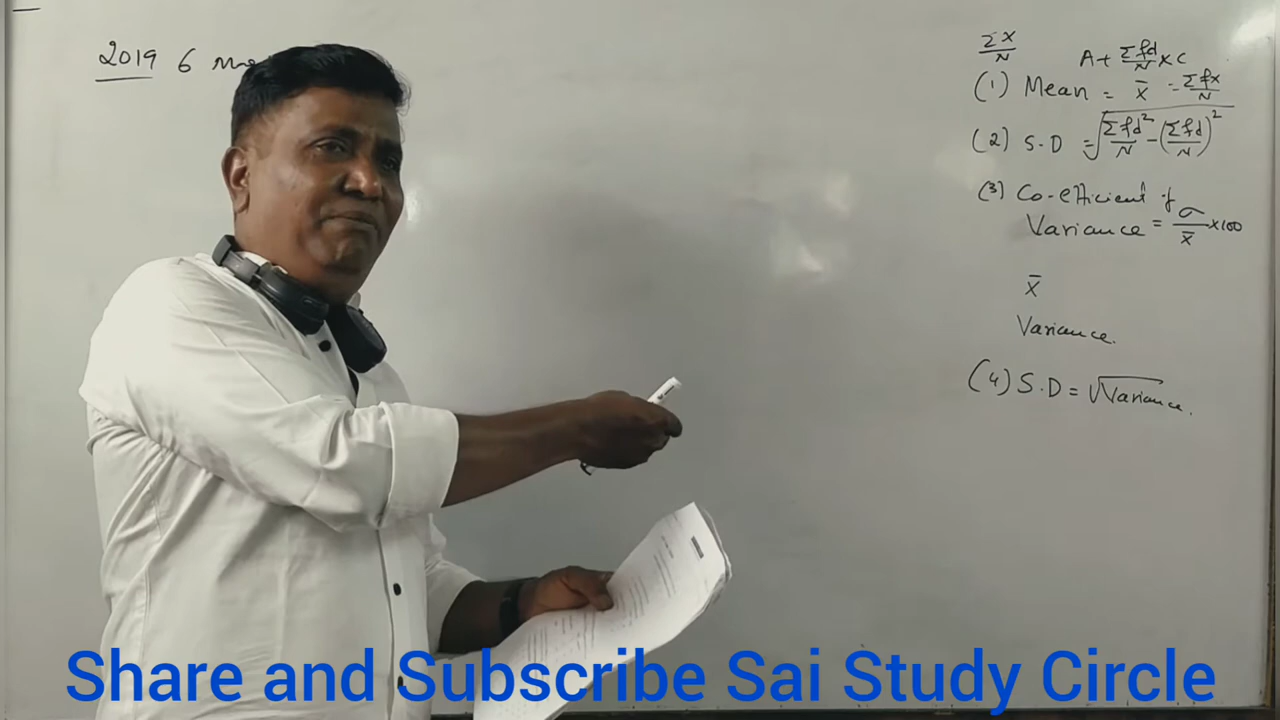 2019 6
Σx/N
A + Σfd/N × C
(1) Mean = x̄ = Σfx/N
(2) S.D = √(Σfd²/N - (Σfd/N)²)
(3) Co-efficient of
Variance = σ/x̄ ×100
x̄
Variance.
(4) S.D = √Variance.
Share and Subscribe Sai Study Circle